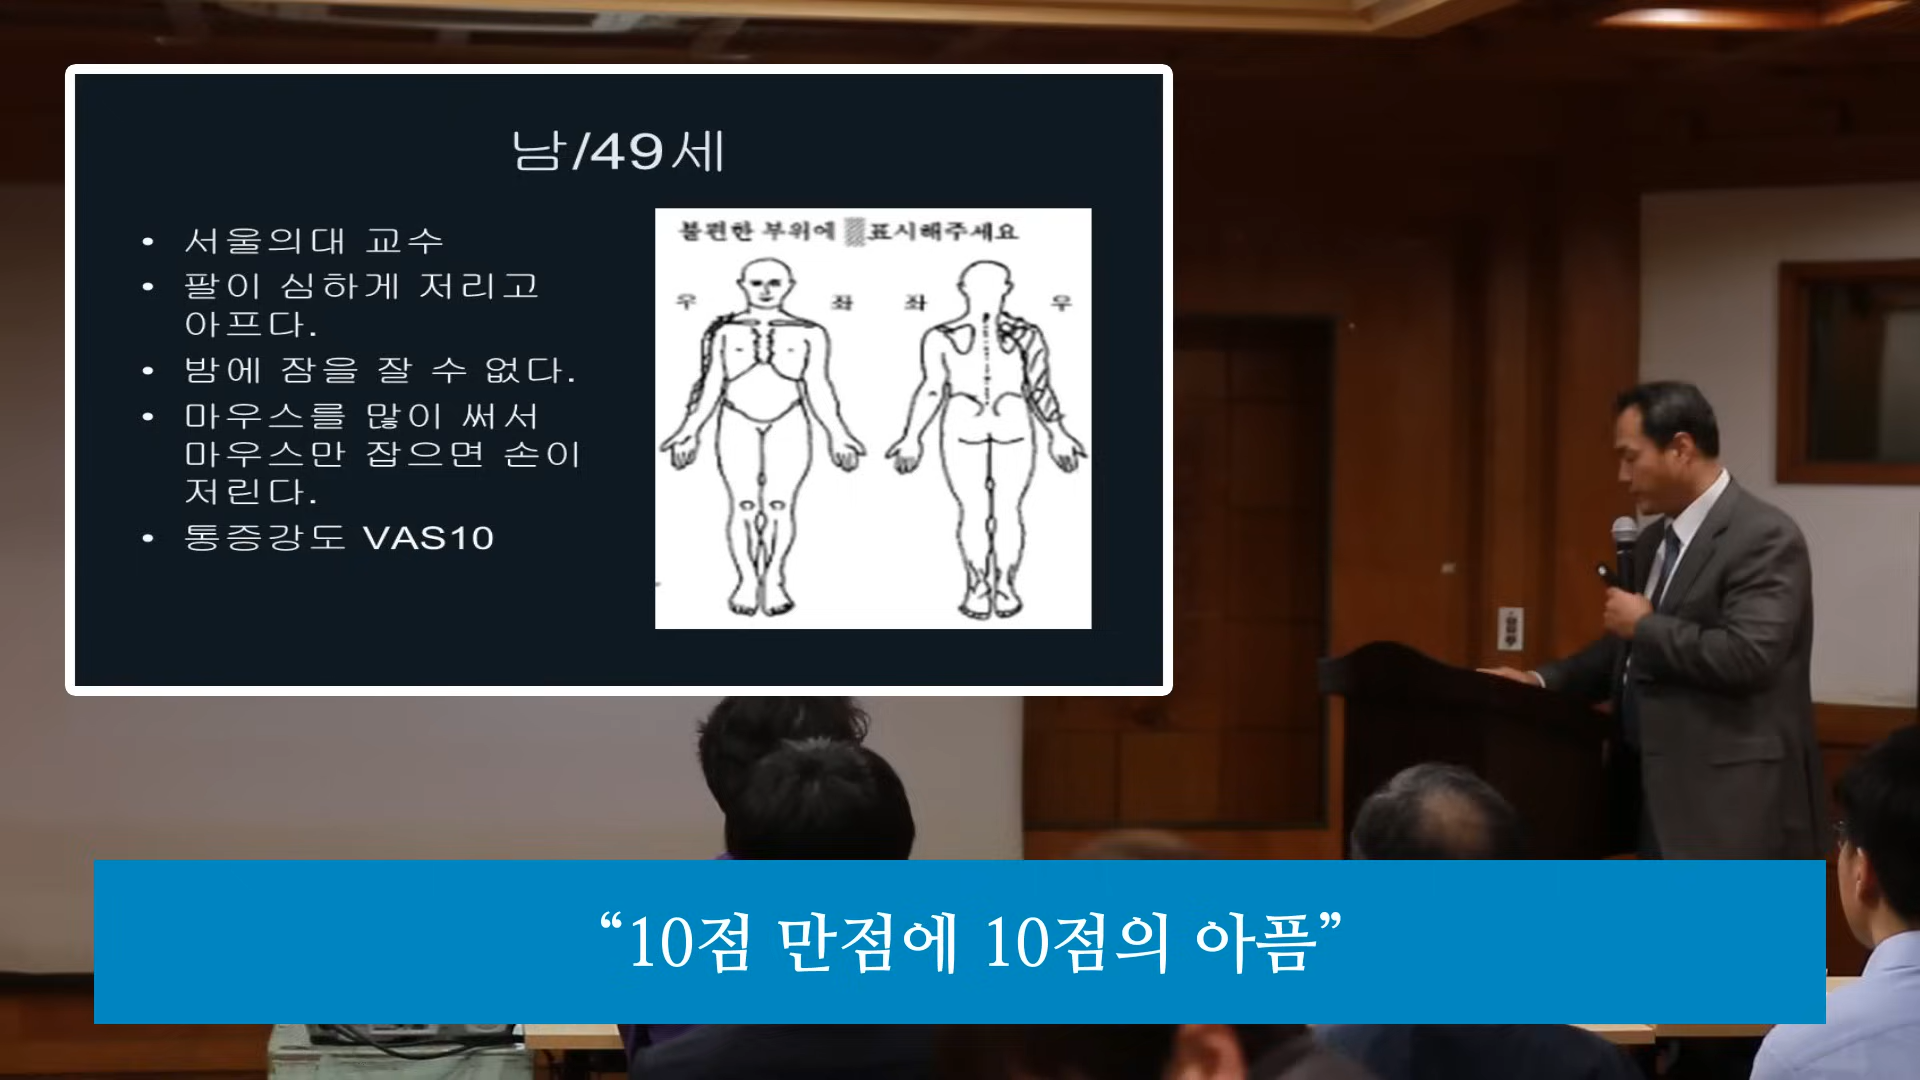 남/49세
• 서울의대 교수
• 팔이 심하게 저리고
아프다.
• 밤에 잠을 잘 수 없다.
• 마우스를 많이 써서
마우스만 잡으면 손이
저린다.
• 통증강도 VAS10
불편한 부위에 ▨표시해주세요
우 좌 좌 우
“10점 만점에 10점의 아픔”